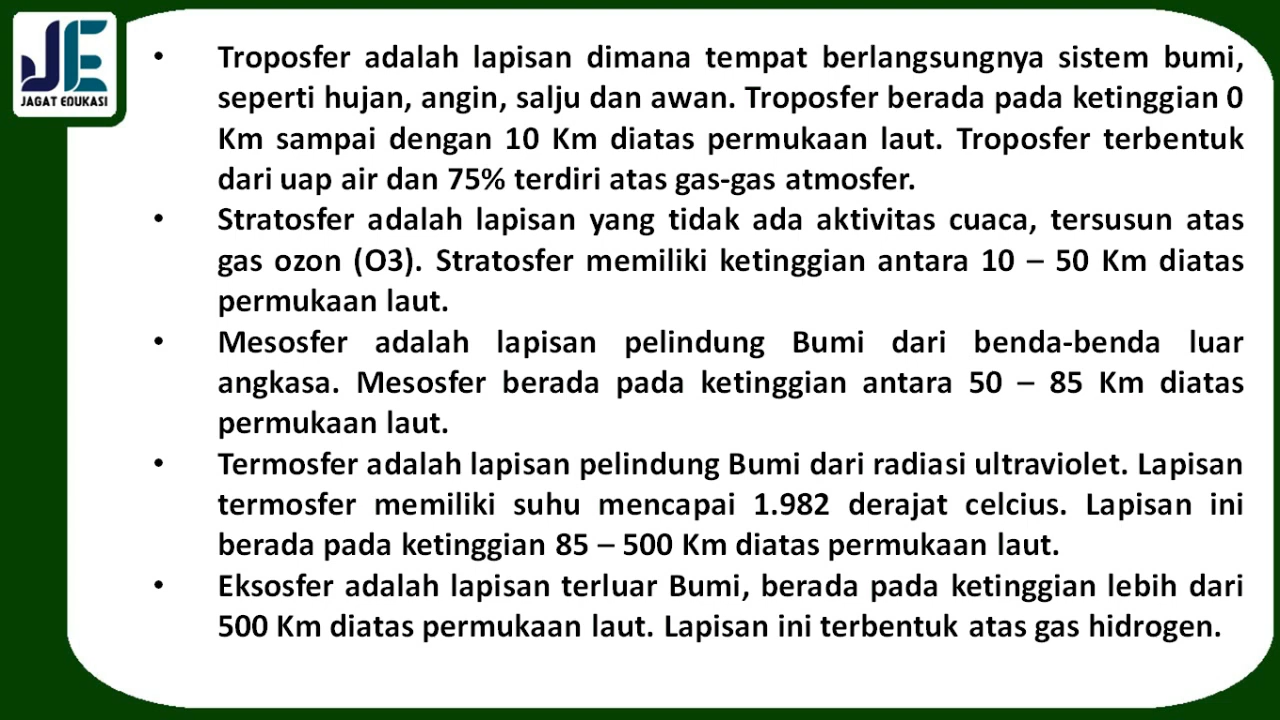 JE
JAGAT EDUKASI
• Troposfer adalah lapisan dimana tempat berlangsungnya sistem bumi,
seperti hujan, angin, salju dan awan. Troposfer berada pada ketinggian 0
Km sampai dengan 10 Km diatas permukaan laut. Troposfer terbentuk
dari uap air dan 75% terdiri atas gas-gas atmosfer.
• Stratosfer adalah lapisan yang tidak ada aktivitas cuaca, tersusun atas
gas ozon (O3). Stratosfer memiliki ketinggian antara 10 – 50 Km diatas
permukaan laut.
• Mesosfer adalah lapisan pelindung Bumi dari benda-benda luar
angkasa. Mesosfer berada pada ketinggian antara 50 – 85 Km diatas
permukaan laut.
• Termosfer adalah lapisan pelindung Bumi dari radiasi ultraviolet. Lapisan
termosfer memiliki suhu mencapai 1.982 derajat celcius. Lapisan ini
berada pada ketinggian 85 – 500 Km diatas permukaan laut.
• Eksosfer adalah lapisan terluar Bumi, berada pada ketinggian lebih dari
500 Km diatas permukaan laut. Lapisan ini terbentuk atas gas hidrogen.